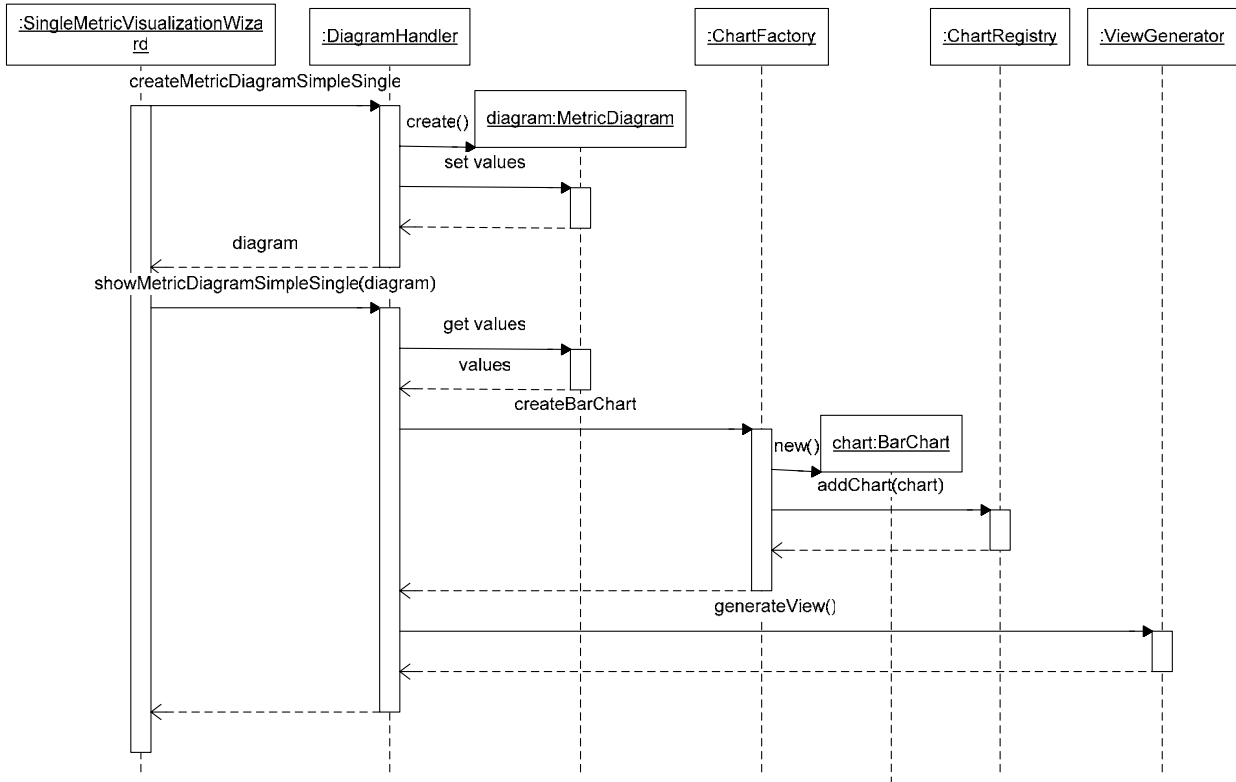 :SingleMetricVisualizationWiza
rd
:DiagramHandler
:ChartFactory
:ChartRegistry
:ViewGenerator
createMetricDiagramSimpleSingle
create()
diagram:MetricDiagram
set values
diagram
showMetricDiagramSimpleSingle(diagram)
get values
values
createBarChart
new()
chart:BarChart
addChart(chart)
generateView()